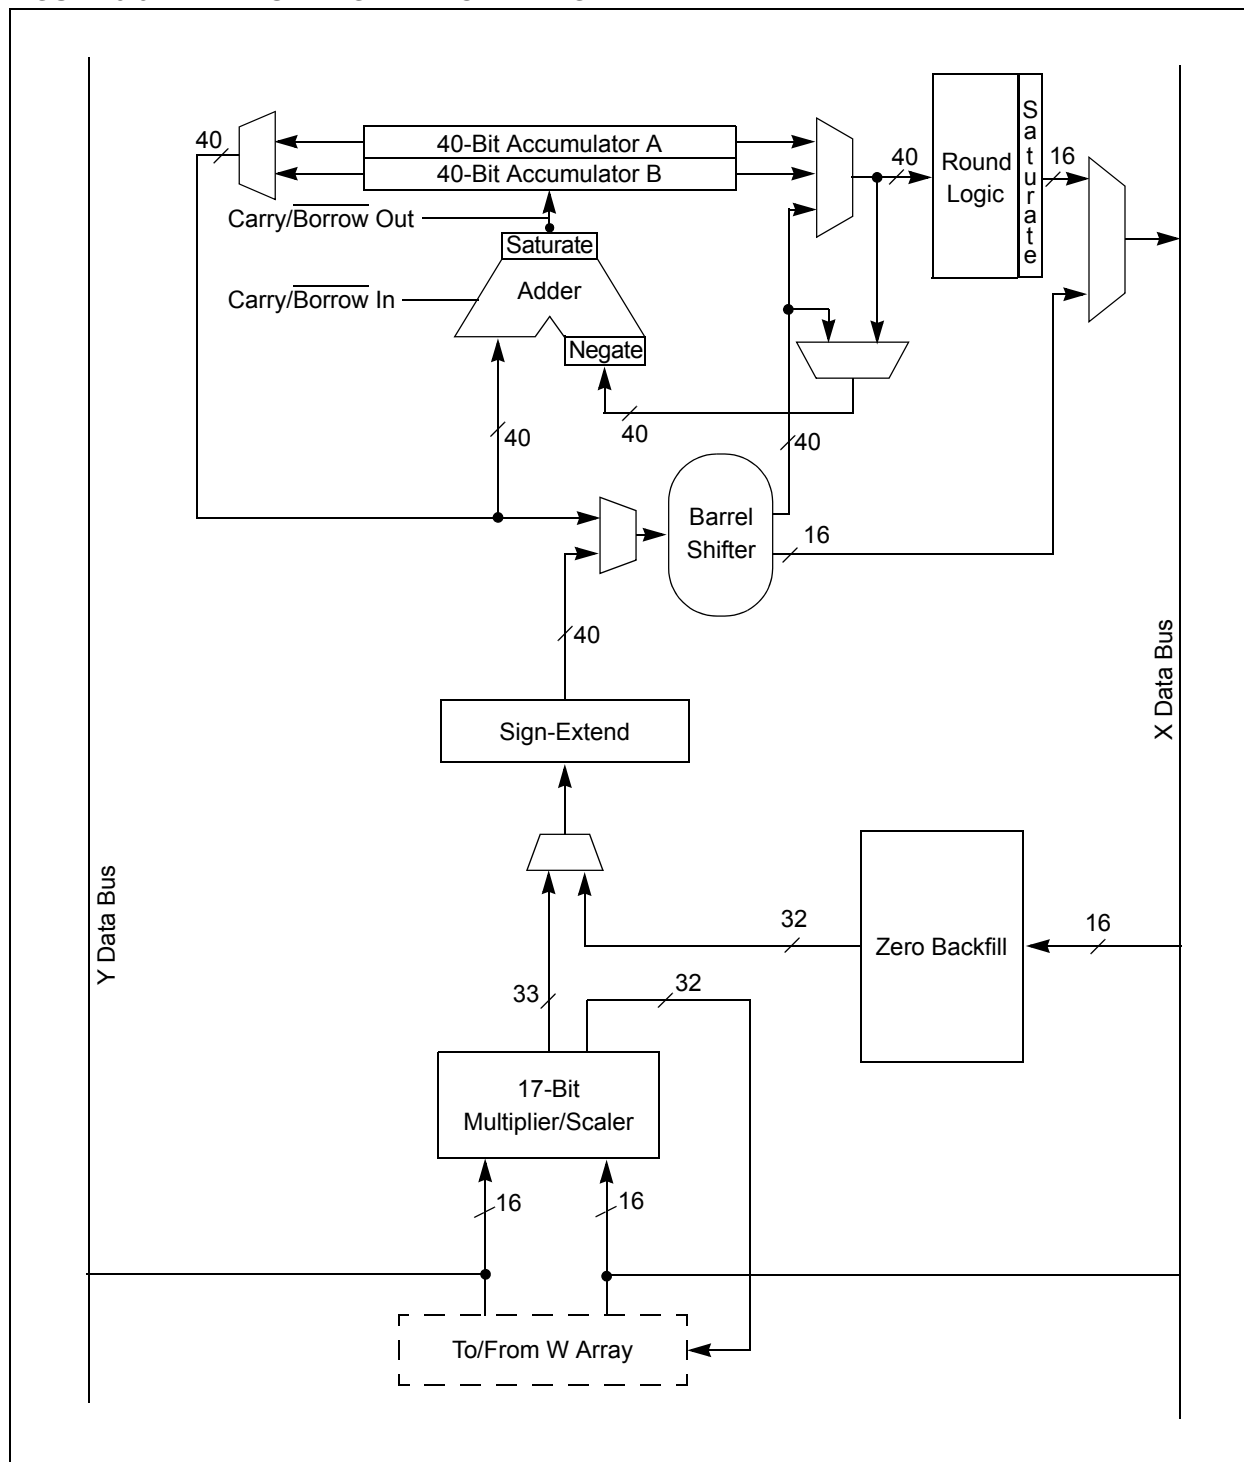 40
40-Bit Accumulator A
40-Bit Accumulator B
40
Round
Logic
Saturate
16
Carry/Borrow Out
Saturate
Carry/Borrow In
Adder
Negate
40
40
40
Barrel
Shifter
16
40
Sign-Extend
X Data Bus
Y Data Bus
32
Zero Backfill
16
33
32
17-Bit
Multiplier/Scaler
16
16
To/From W Array